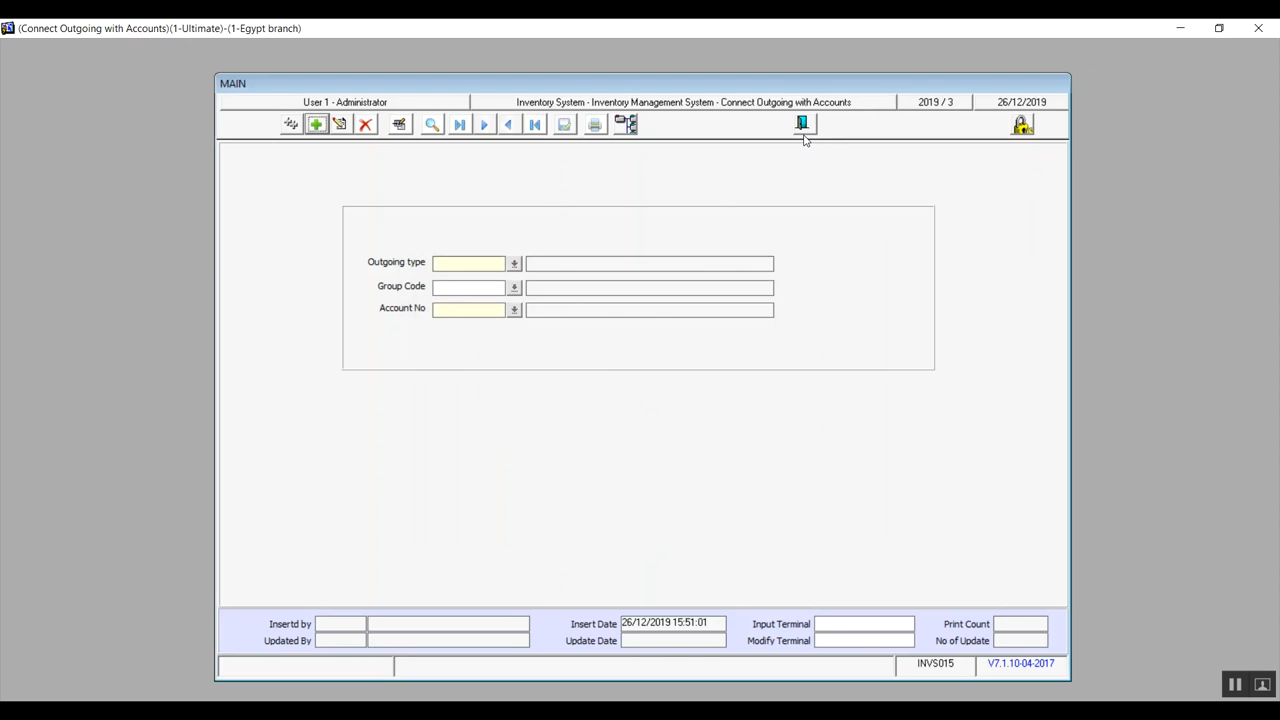 (Connect Outgoing with Accounts)(1-Ultimate)-(1-Egypt branch)
MAIN
User 1 - Administrator
Inventory System - Inventory Management System - Connect Outgoing with Accounts
2019 / 3
26/12/2019
Outgoing type
Group Code
Account No
Insertd by
Insert Date
26/12/2019 15:51:01
Input Terminal
Print Count
Updated By
Update Date
Modify Terminal
No of Update
INVS015
V7.1.10-04-2017